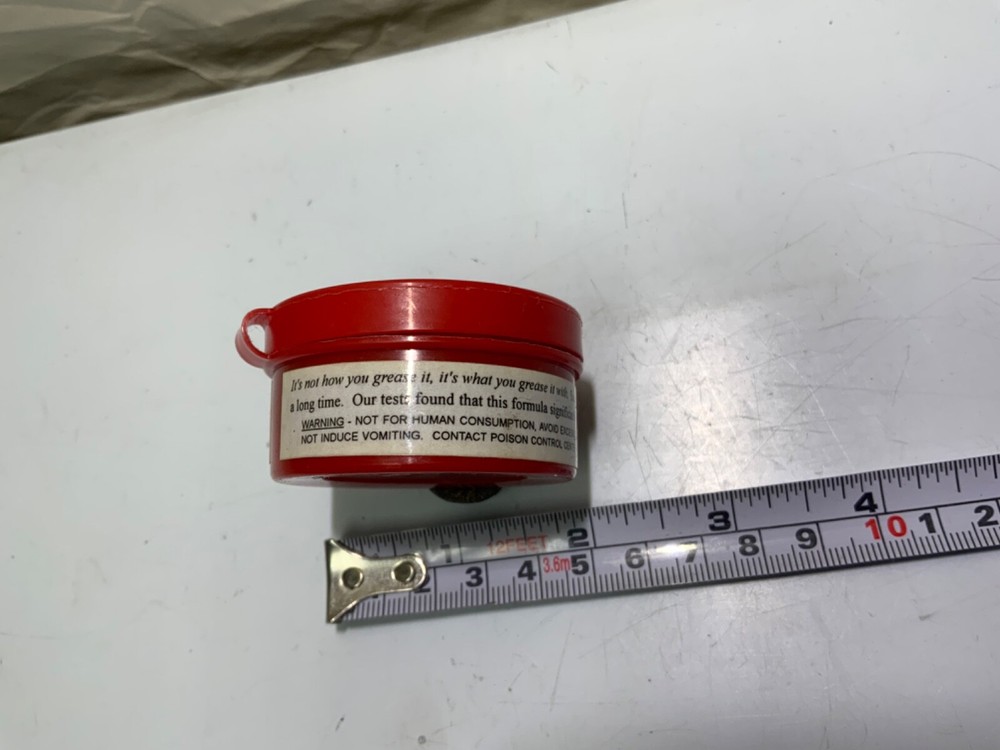 It's not how you grease it, it's what you grease it with.
a long time. Our tests found that this formula
WARNING - NOT FOR HUMAN CONSUMPTION, AVOID
NOT INDUCE VOMITING. CONTACT POISON CONTROL
1 12FEET 2 3 4
2 3 4 3.6m 5 6 7 8 9 10 1 2